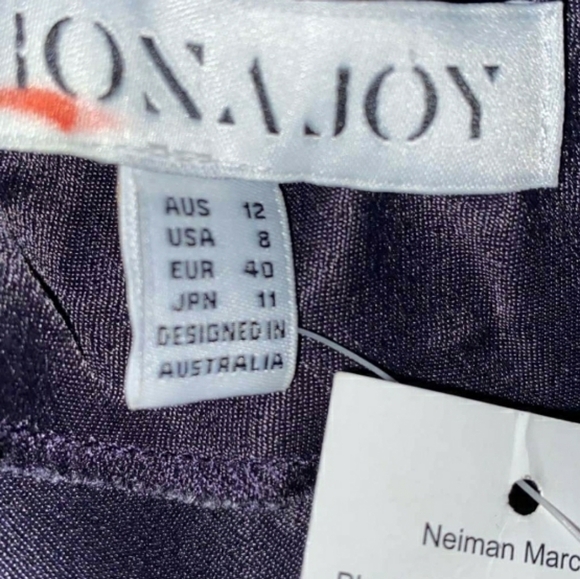 IONA JOY
AUS 12
USA 8
EUR 40
JPN 11
DESIGNED IN
AUSTRALIA
Neiman Marc